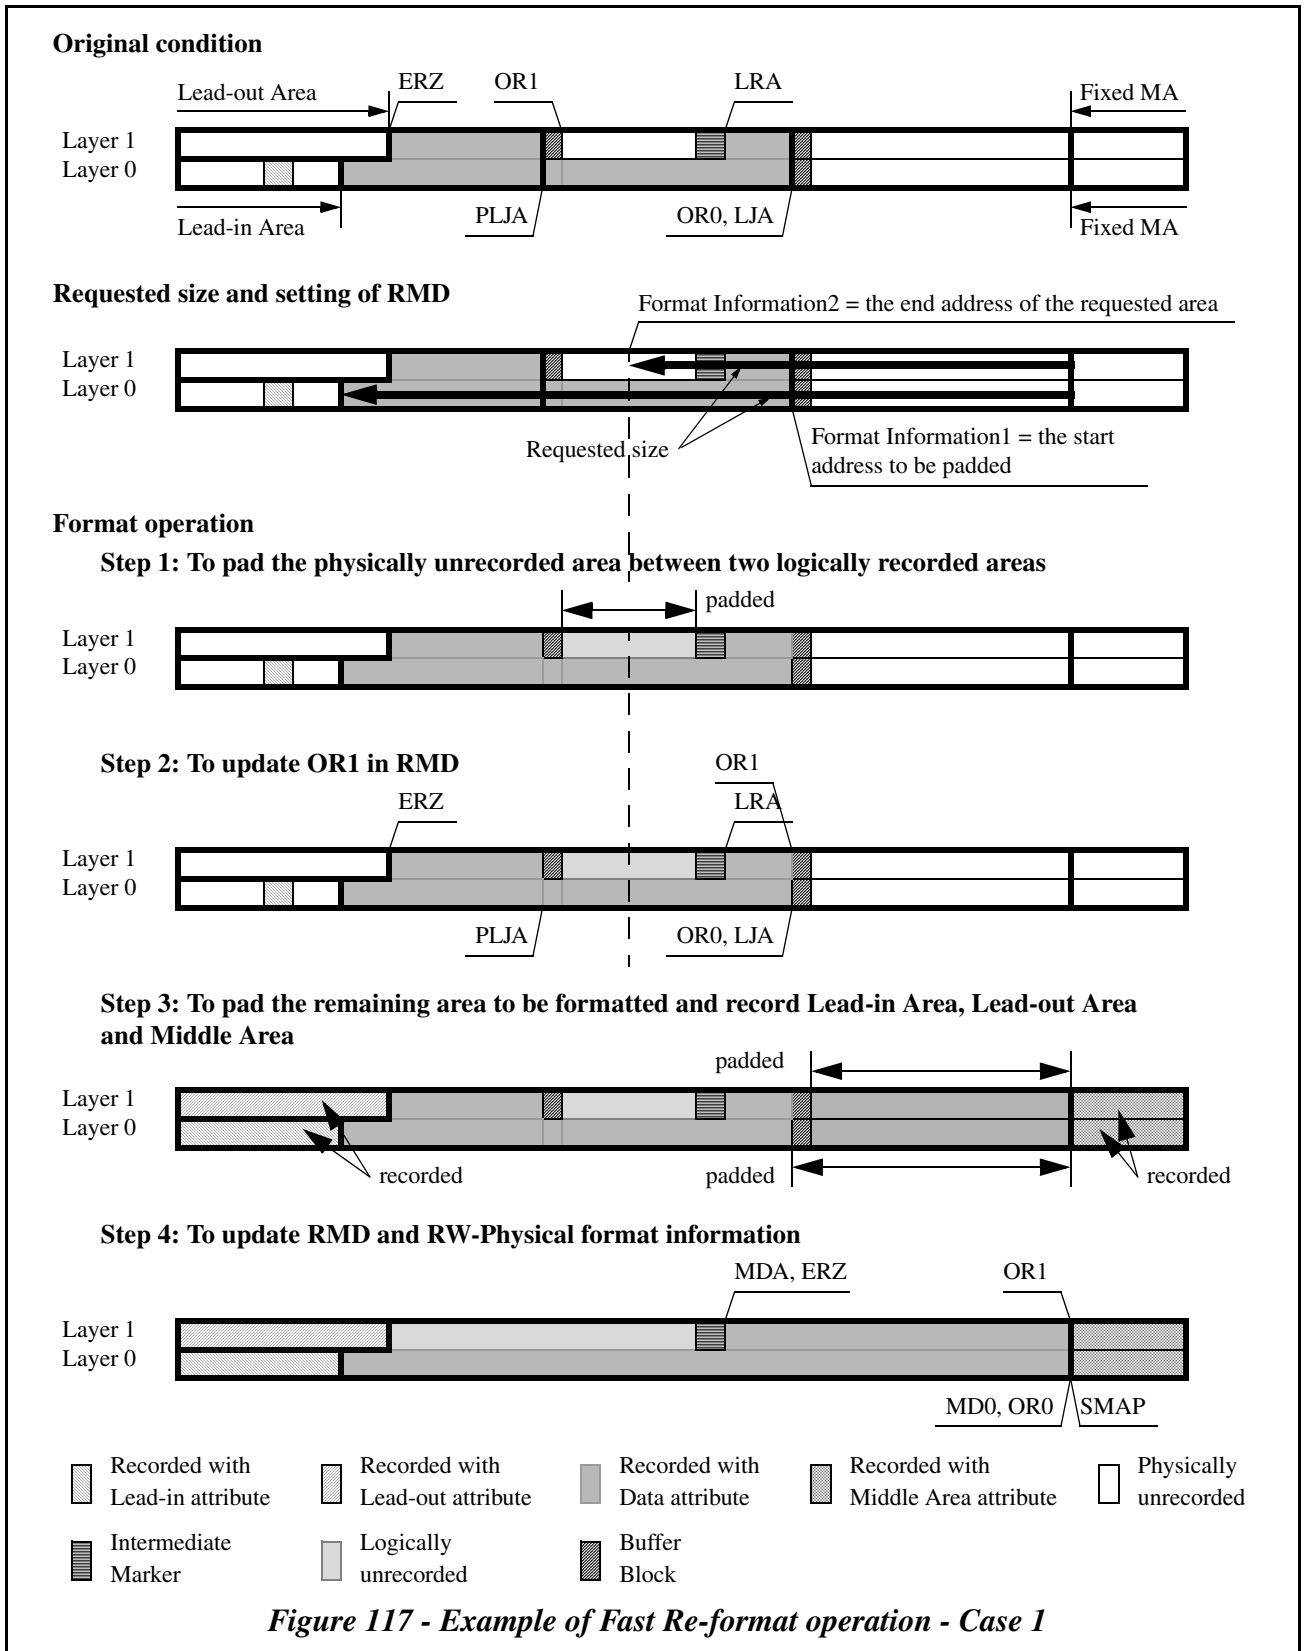 Original condition
ERZ OR1 LRA
Lead-out Area Fixed MA
Layer 1
Layer 0
PLJA OR0, LJA
Lead-in Area Fixed MA
Requested size and setting of RMD
Format Information2 = the end address of the requested area
Layer 1
Layer 0
Requested size
Format Information1 = the start
address to be padded
Format operation
Step 1: To pad the physically unrecorded area between two logically recorded areas
padded
Layer 1
Layer 0
Step 2: To update OR1 in RMD
OR1
ERZ LRA
Layer 1
Layer 0
PLJA OR0, LJA
Step 3: To pad the remaining area to be formatted and record Lead-in Area, Lead-out Area
and Middle Area
padded
Layer 1
Layer 0
recorded padded recorded
Step 4: To update RMD and RW-Physical format information
MDA, ERZ OR1
Layer 1
Layer 0
MD0, OR0 SMAP
Recorded with
Lead-in attribute
Recorded with
Lead-out attribute
Recorded with
Data attribute
Recorded with
Middle Area attribute
Physically
unrecorded
Intermediate
Marker
Logically
unrecorded
Buffer
Block
Figure 117 - Example of Fast Re-format operation - Case 1